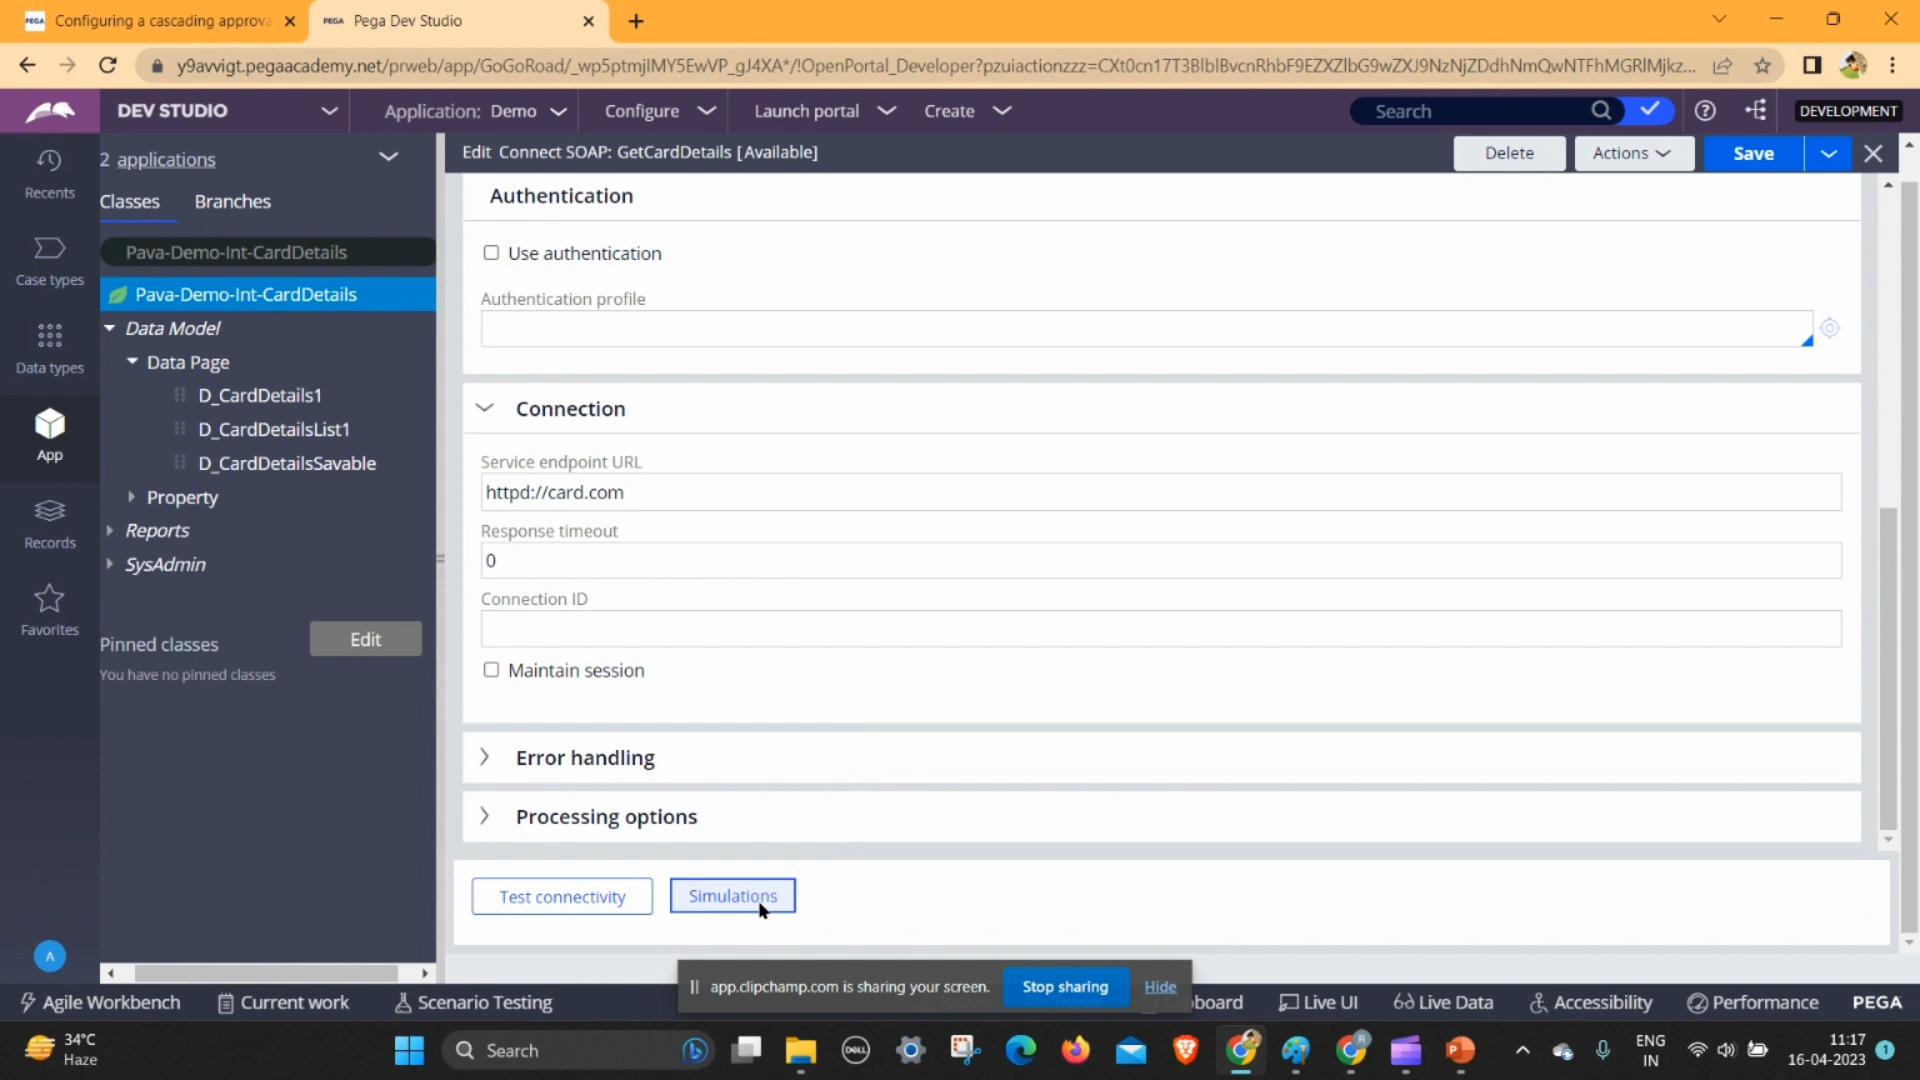 PEGA Configuring a cascading approva
PEGA Pega Dev Studio
y9avvigt.pegaacademy.net/prweb/app/GoGoRoad/_wp5ptmjIMY5EwVP_gJ4XA*/!OpenPortal_Developer?pzuiactionzzz=CXt0cn17T3BlblBvcnRhbF9EZXZlbG9wZXJ9NzNjZDdhNmQwNTFhMGRlMjkz...
DEV STUDIO
Application: Demo
Configure
Launch portal
Create
Search
DEVELOPMENT
Recents
Case types
Data types
App
Records
Favorites
A
2 applications
Classes
Branches
Pava-Demo-Int-CardDetails
Pava-Demo-Int-CardDetails
Data Model
Data Page
D_CardDetails1
D_CardDetailsList1
D_CardDetailsSavable
Property
Reports
SysAdmin
Pinned classes
Edit
You have no pinned classes
Edit Connect SOAP: GetCardDetails [Available]
Delete
Actions
Save
Authentication
Use authentication
Authentication profile
Connection
Service endpoint URL
httpd://card.com
Response timeout
0
Connection ID
Maintain session
Error handling
Processing options
Test connectivity
Simulations
app.clipchamp.com is sharing your screen.
Stop sharing
Hide
Agile Workbench
Current work
Scenario Testing
board
Live UI
Live Data
Accessibility
Performance
PEGA
34°C
Haze
Search
DELL
R
P
ENG
IN
11:17
16-04-2023
1